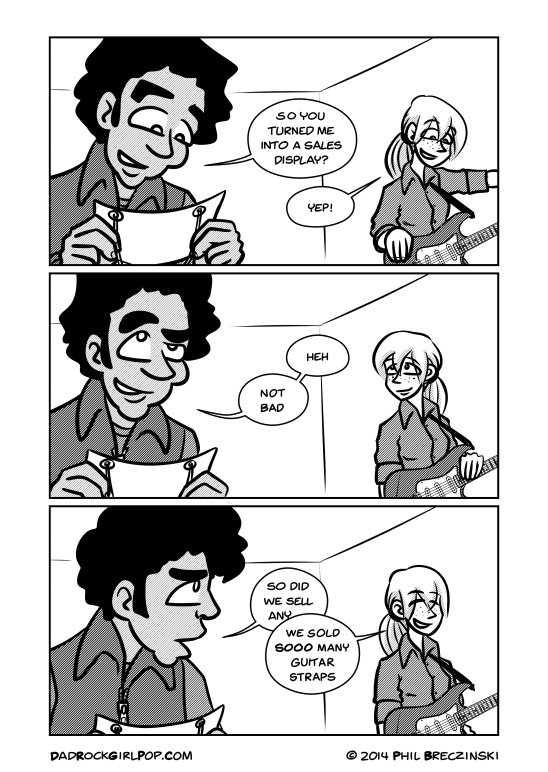 SO YOU
TURNED ME
INTO A SALES
DISPLAY?
YEP!
HEH
NOT
BAD
SO DID
WE SELL
ANY
WE SOLD
SOOO MANY
GUITAR
STRAPS
DADROCKGIRLPOP.COM
© 2014 PHIL BRECZINSKI